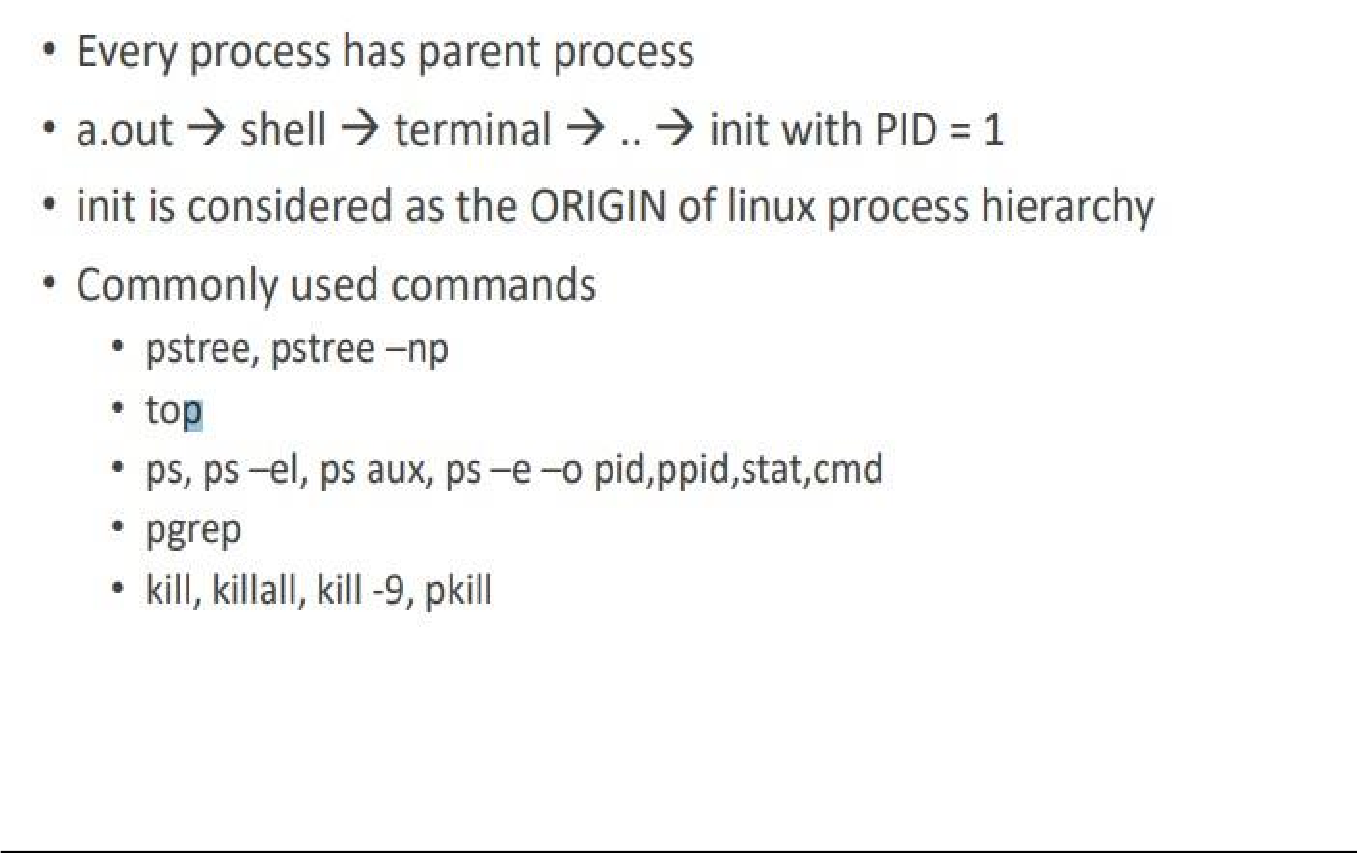 • Every process has parent process
• a.out → shell → terminal → .. → init with PID = 1
• init is considered as the ORIGIN of linux process hierarchy
• Commonly used commands
• pstree, pstree –np
• top
• ps, ps –el, ps aux, ps –e –o pid,ppid,stat,cmd
• pgrep
• kill, killall, kill -9, pkill